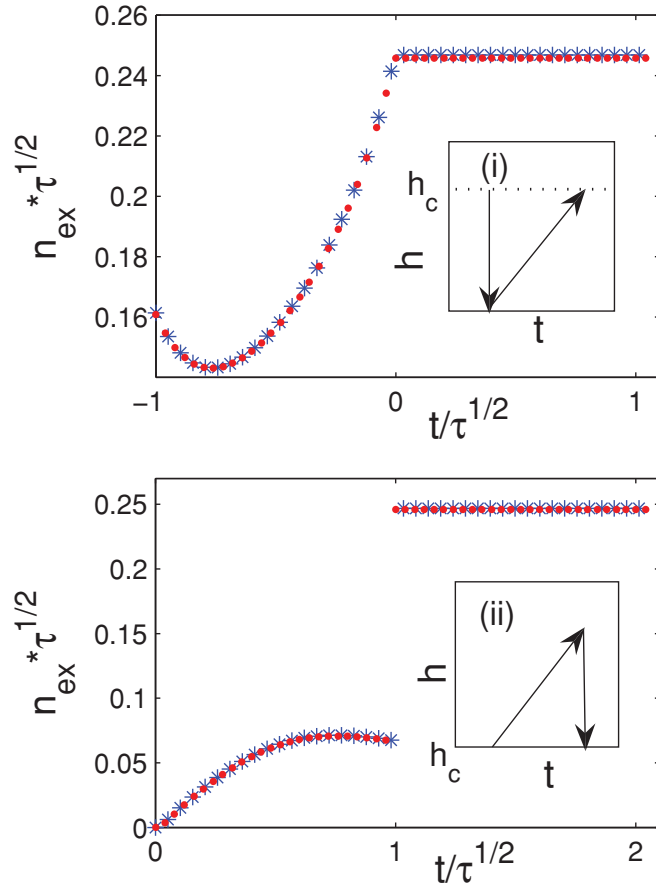 0.26
0.24
0.22
0.2
0.18
0.16
n_ex*τ^1/2
(i)
h_c
h
t
−1
0
1
t/τ^1/2
0.25
0.2
0.15
0.1
0.05
0
n_ex*τ^1/2
(ii)
h
h_c
t
0
1
2
t/τ^1/2